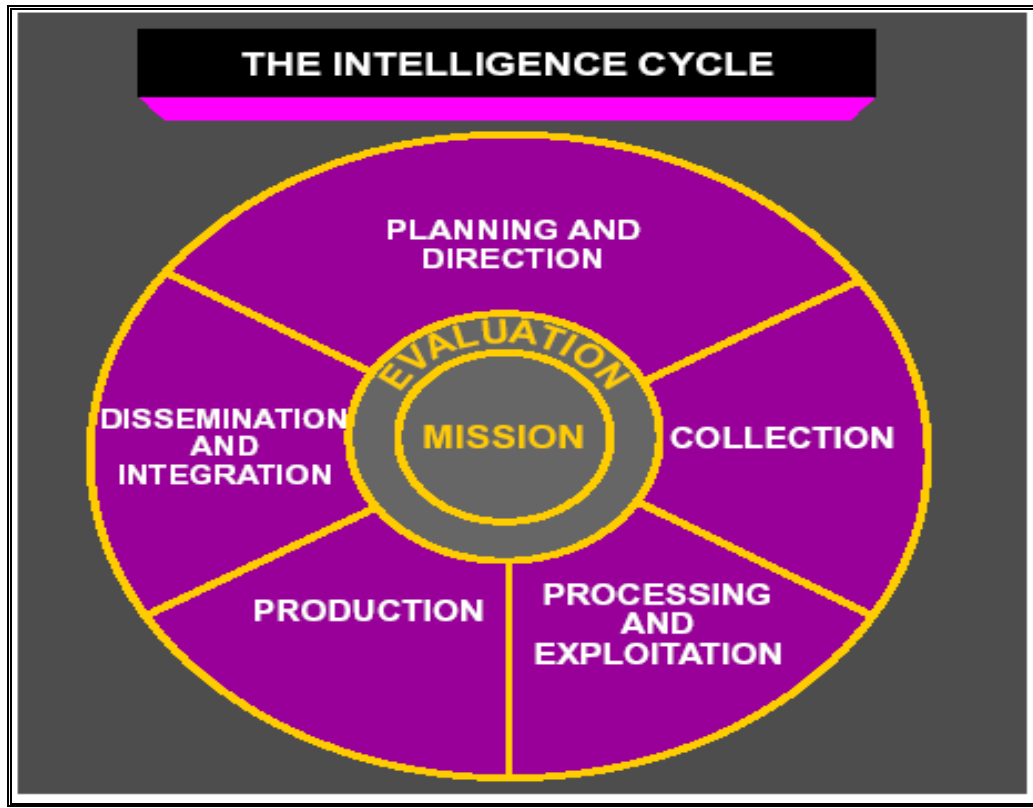 THE INTELLIGENCE CYCLE
PLANNING AND
DIRECTION
EVALUATION
MISSION
COLLECTION
PROCESSING
AND
EXPLOITATION
PRODUCTION
DISSEMINATION
AND
INTEGRATION